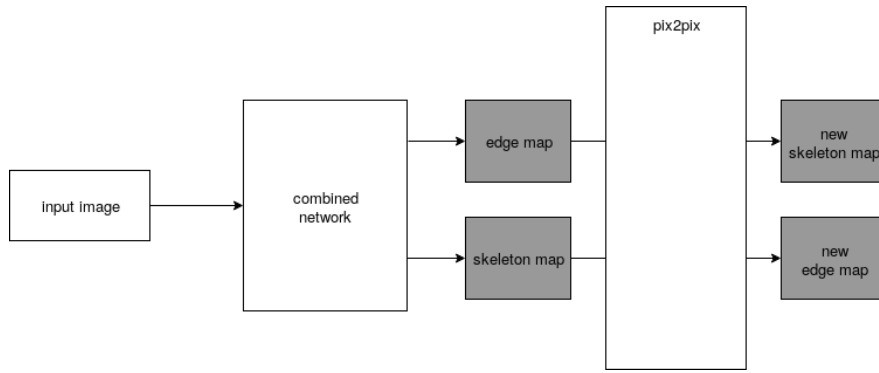 pix2pix
input image
combined
network
edge map
skeleton map
new
skeleton map
new
edge map